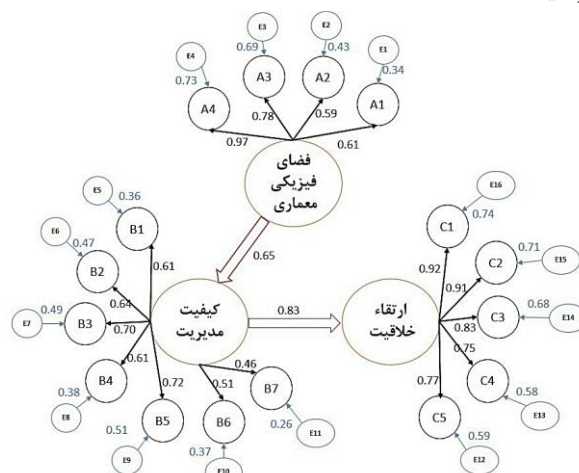 E3
E2
E4
E1
0.69
0.43
0.73
0.34
A3
A2
A4
A1
0.78
0.59
0.97
0.61
فضای
فیزیکی
معماری
0.65
E5
0.36
B1
E6
0.47
B2
0.61
0.64
E7
0.49
B3
0.70
کیفیت
مدیریت
0.83
ارتقاء
خلاقیت
0.61
B4
0.38
E8
0.72
B5
0.51
E9
0.51
B6
0.37
E10
0.46
B7
0.26
E11
E16
0.74
C1
0.92
C2
0.71
E15
0.91
C3
0.68
E14
0.83
0.75
C4
0.58
E13
0.77
C5
0.59
E12